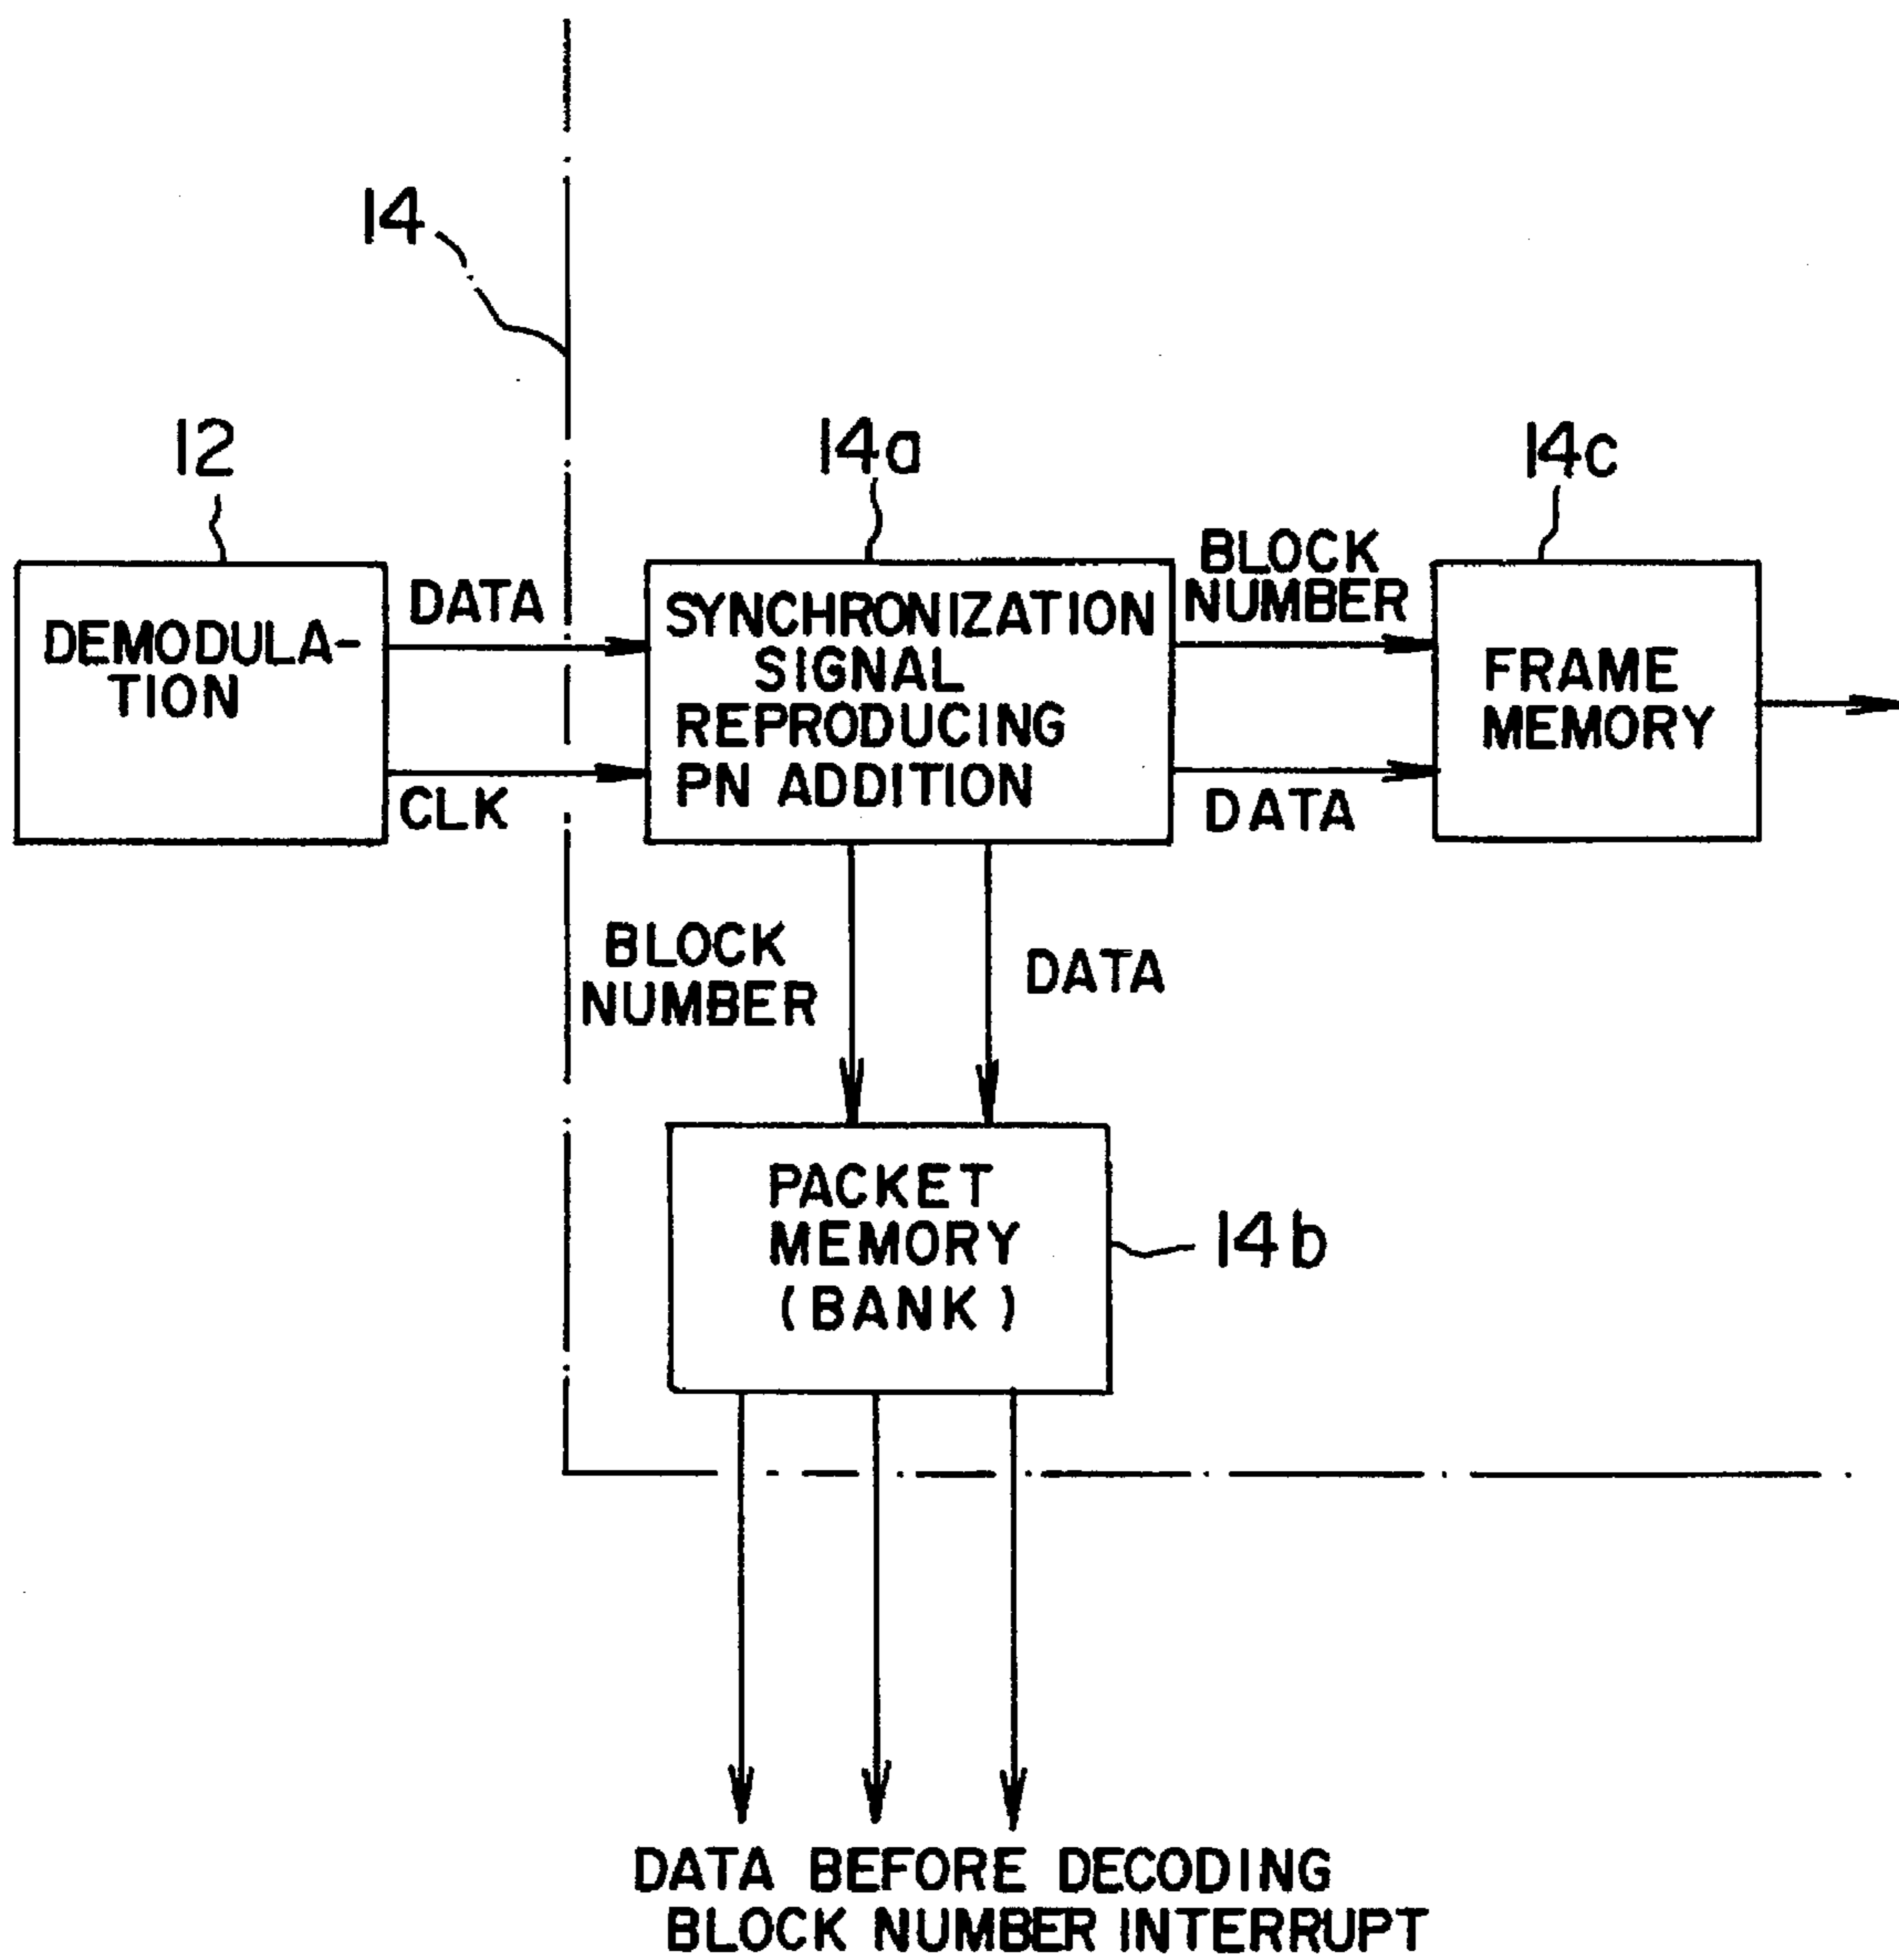 14
12
14a
14c
DEMODULA-
TION
DATA
CLK
SYNCHRONIZATION
SIGNAL
REPRODUCING
PN ADDITION
BLOCK
NUMBER
DATA
FRAME
MEMORY
BLOCK
NUMBER
DATA
PACKET
MEMORY
(BANK)
14b
DATA BEFORE DECODING
BLOCK NUMBER INTERRUPT